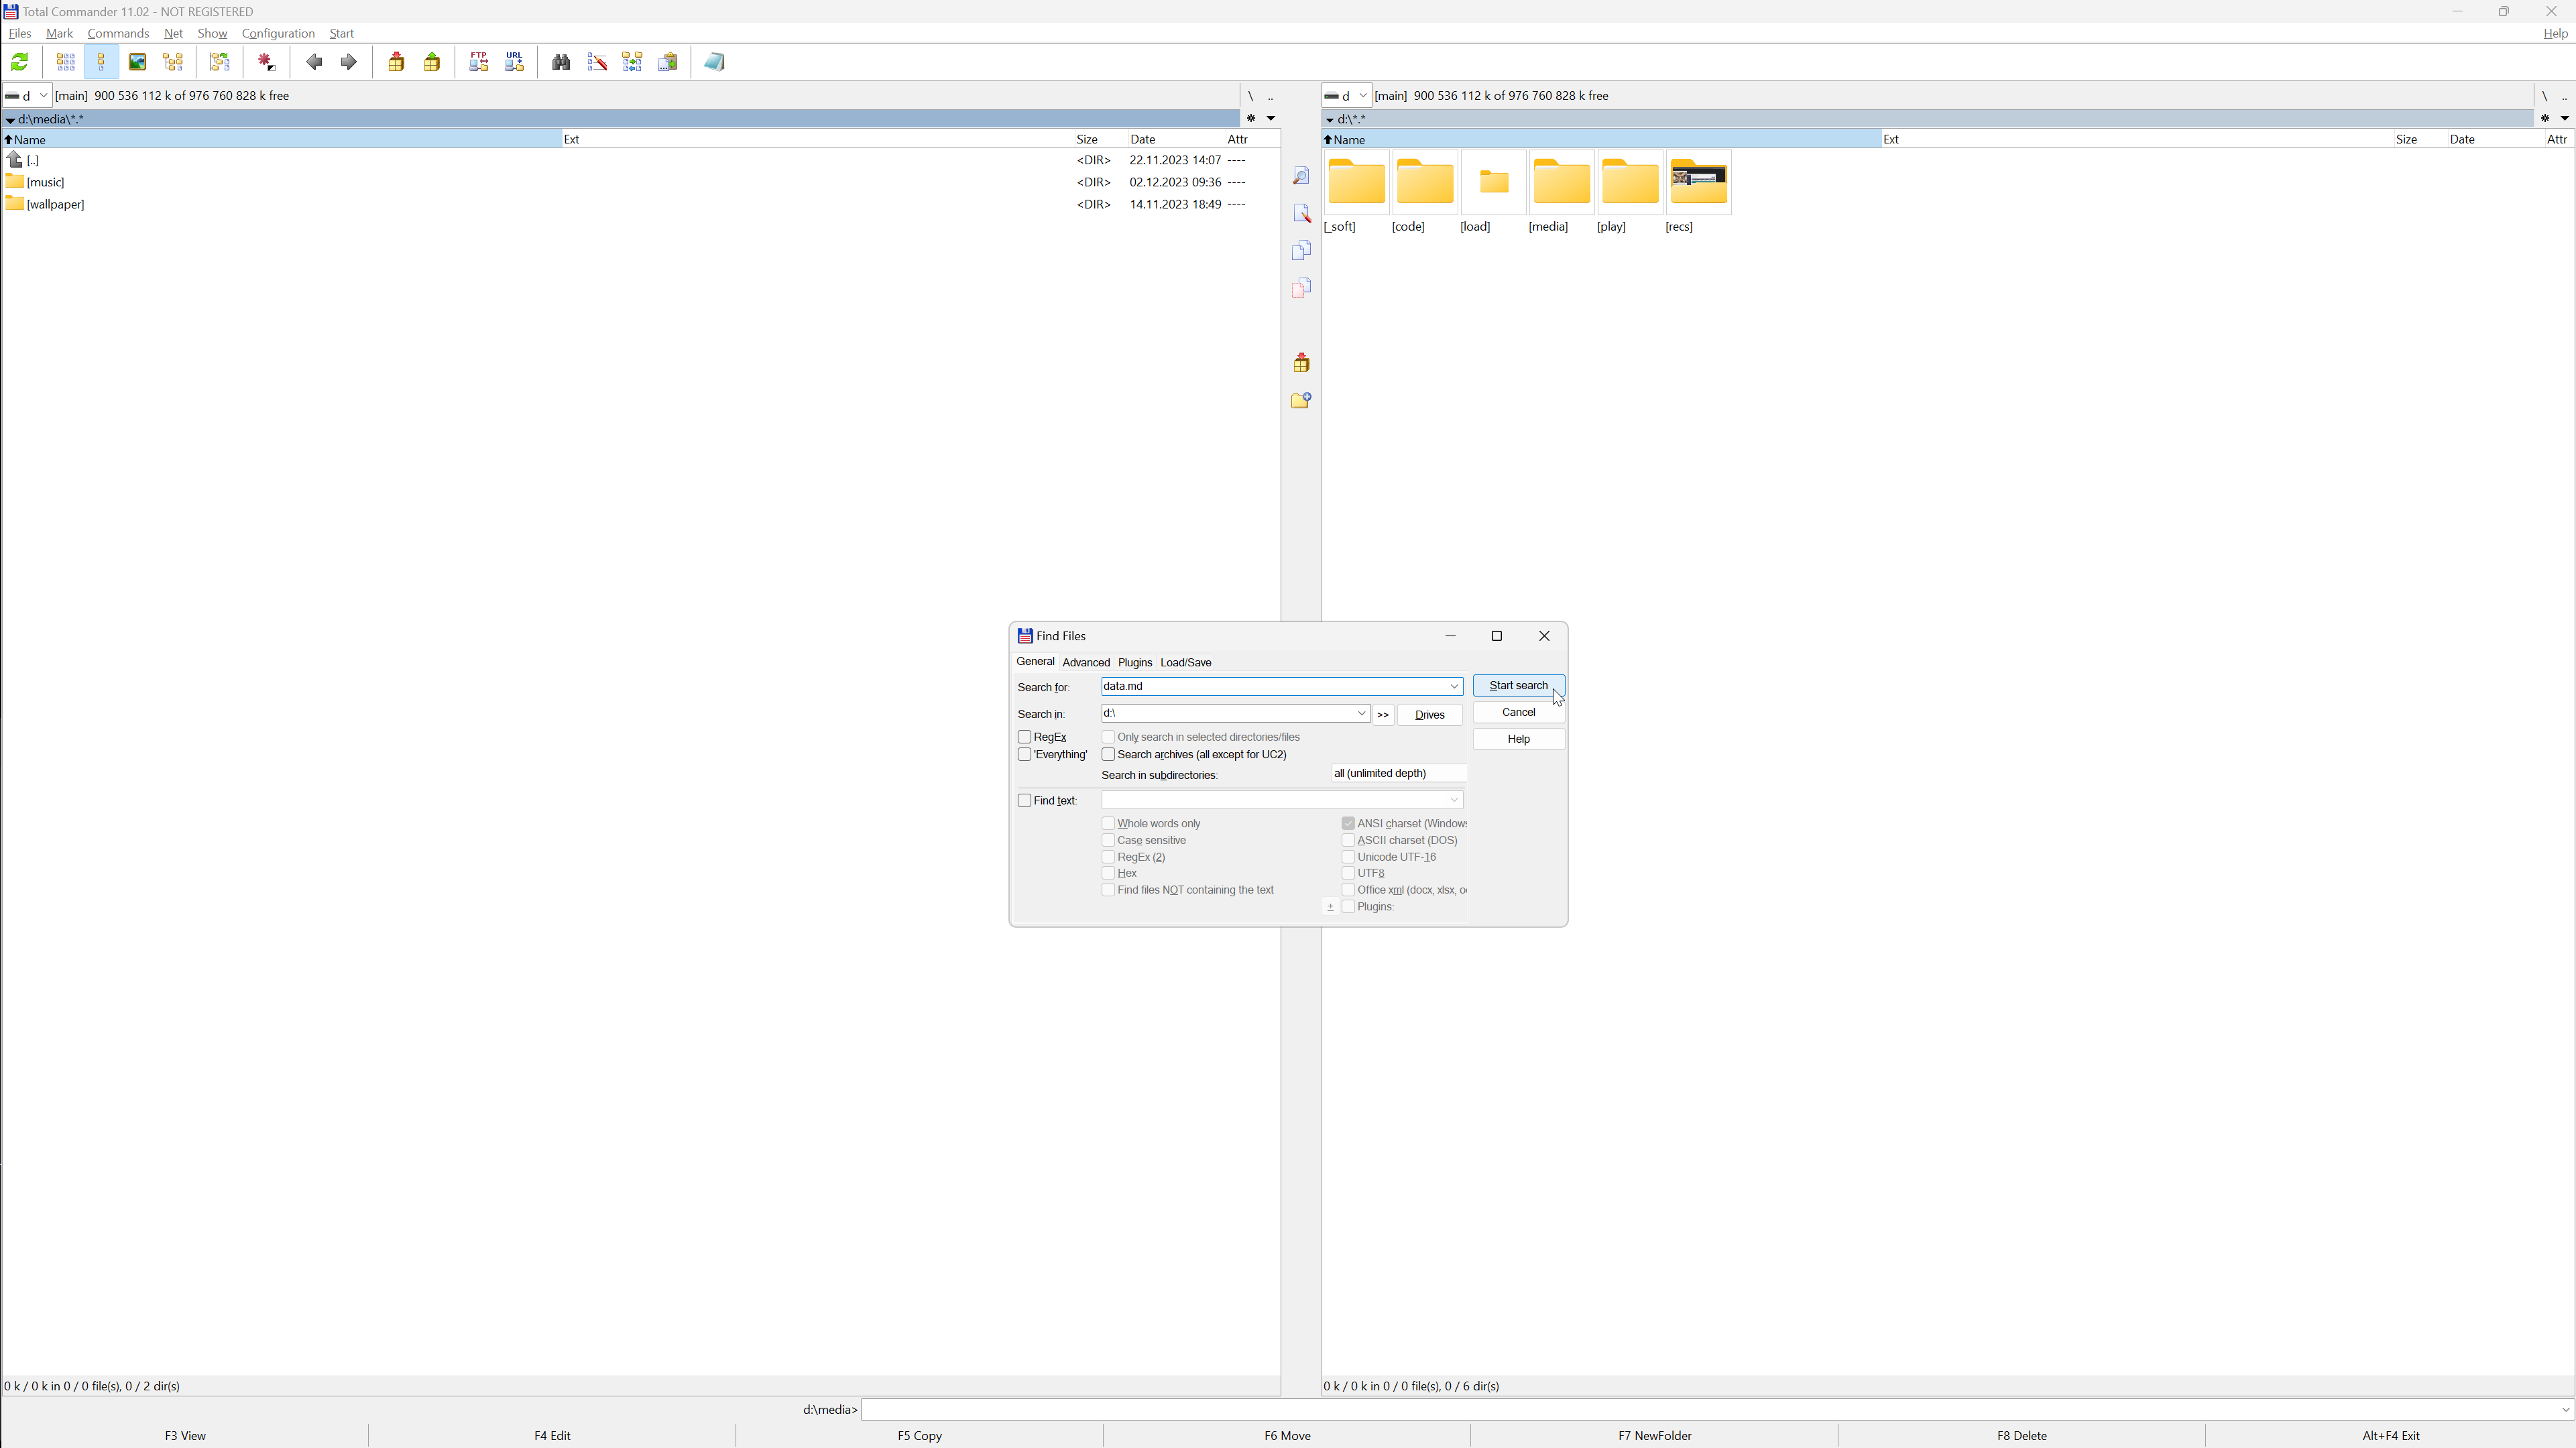 Total Commander 11.02 - NOT REGISTERED
Files Mark Commands Net Show Configuration Start Help
FTP URL
d [main] 900 536 112 k of 976 760 828 k free \ ..
d [main] 900 536 112 k of 976 760 828 k free \ ..
d:\media\*.*
d:\*.*
Name Ext Size Date Attr
[..] <DIR> 22.11.2023 14:07 ----
[music] <DIR> 02.12.2023 09:36 ----
[wallpaper] <DIR> 14.11.2023 18:49 ----
Name Ext Size Date Attr
[_soft] [code] [load] [media] [play] [recs]
Find Files
General Advanced Plugins Load/Save
Search for: data.md Start search
Search in: d:\ >> Drives Cancel
RegEx Only search in selected directories/files Help
'Everything' Search archives (all except for UC2)
Search in subdirectories: all (unlimited depth)
Find text:
Whole words only ANSI charset (Windows
Case sensitive ASCII charset (DOS)
RegEx (2) Unicode UTF-16
Hex UTF8
Find files NOT containing the text Office xml (docx, xlsx, o
± Plugins:
0 k / 0 k in 0 / 0 file(s), 0 / 2 dir(s)
0 k / 0 k in 0 / 0 file(s), 0 / 6 dir(s)
d:\media>
F3 View F4 Edit F5 Copy F6 Move F7 NewFolder F8 Delete Alt+F4 Exit